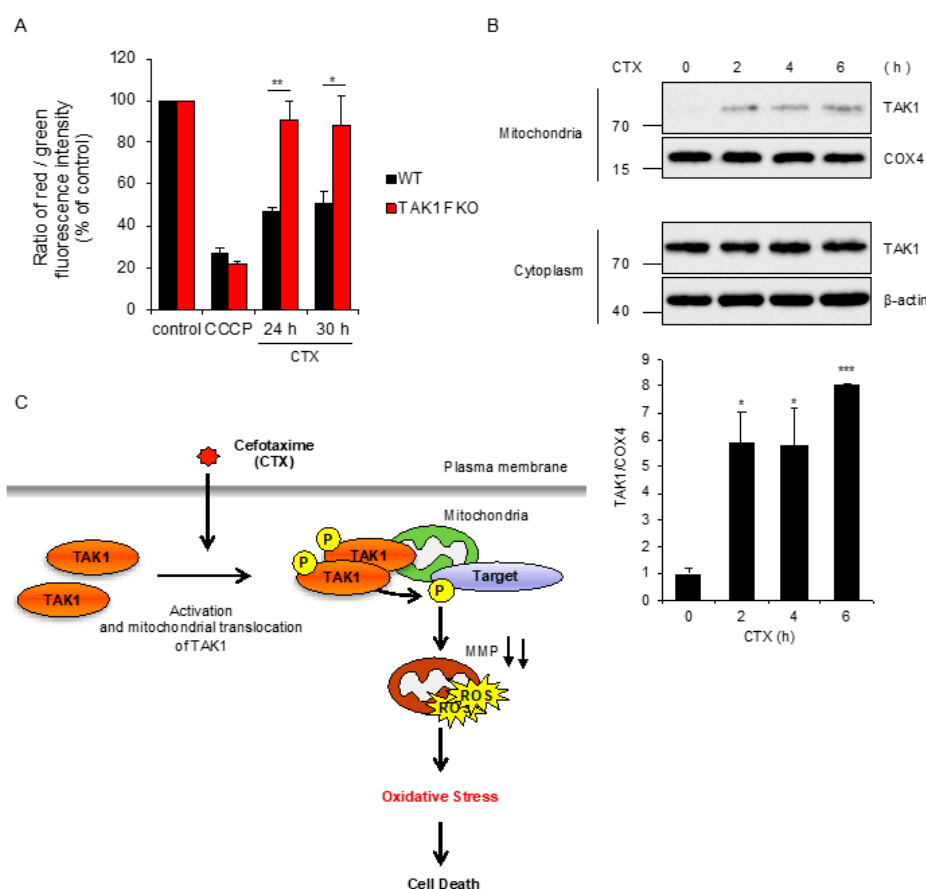 A
120
100
80
60
40
20
0
Ratio of red / green
fluorescence intensity
(% of control)
**
*
WT
TAK1FKO
control CCCP 24 h 30 h
CTX
B
CTX 0 2 4 6 (h)
Mitochondria
TAK1
70
COX4
15
Cytoplasm
TAK1
70
β-actin
40
9
8
7
6
5
4
3
2
1
0
TAK1/COX4
*
*
***
0 2 4 6
CTX (h)
C
Cefotaxime
(CTX)
Plasma membrane
Mitochondria
TAK1
TAK1
P
P
TAK1
TAK1
Target
P
Activation
and mitochondrial translocation
of TAK1
MMP
ROS
ROS
Oxidative Stress
Cell Death